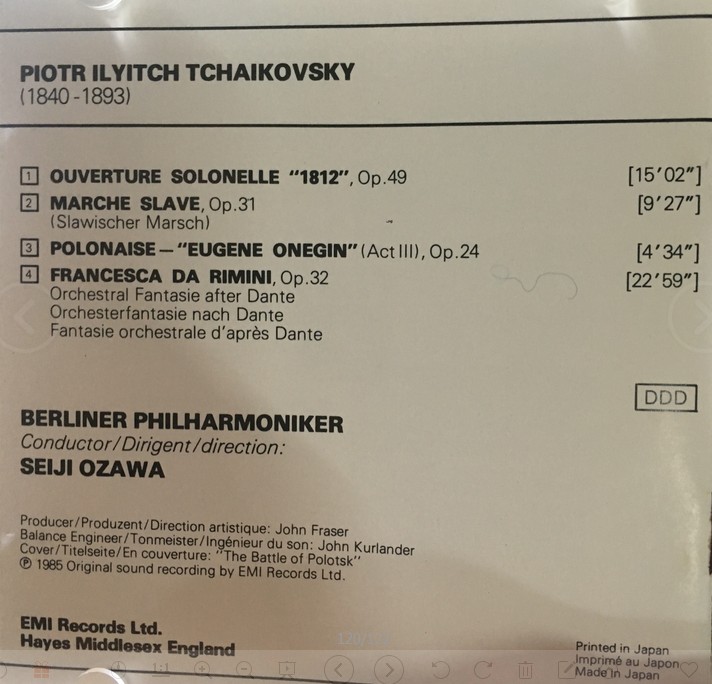 PIOTR ILYITCH TCHAIKOVSKY
(1840-1893)
1 OUVERTURE SOLONELLE "1812", Op.49 [15'02"]
2 MARCHE SLAVE, Op.31 [9'27"]
(Slawischer Marsch)
3 POLONAISE – "EUGENE ONEGIN" (Act III), Op.24 [4'34"]
4 FRANCESCA DA RIMINI, Op.32 [22'59"]
Orchestral Fantasie after Dante
Orchesterfantasie nach Dante
Fantasie orchestrale d'après Dante
DDD
BERLINER PHILHARMONIKER
Conductor/Dirigent/direction:
SEIJI OZAWA
Producer/Produzent/Direction artistique: John Fraser
Balance Engineer/Tonmeister/Ingénieur du son: John Kurlander
Cover/Titelseite/En couverture: "The Battle of Polotsk"
℗ 1985 Original sound recording by EMI Records Ltd.
EMI Records Ltd.
Hayes Middlesex England
Printed in Japan
Imprimé au Japon
Made in Japan